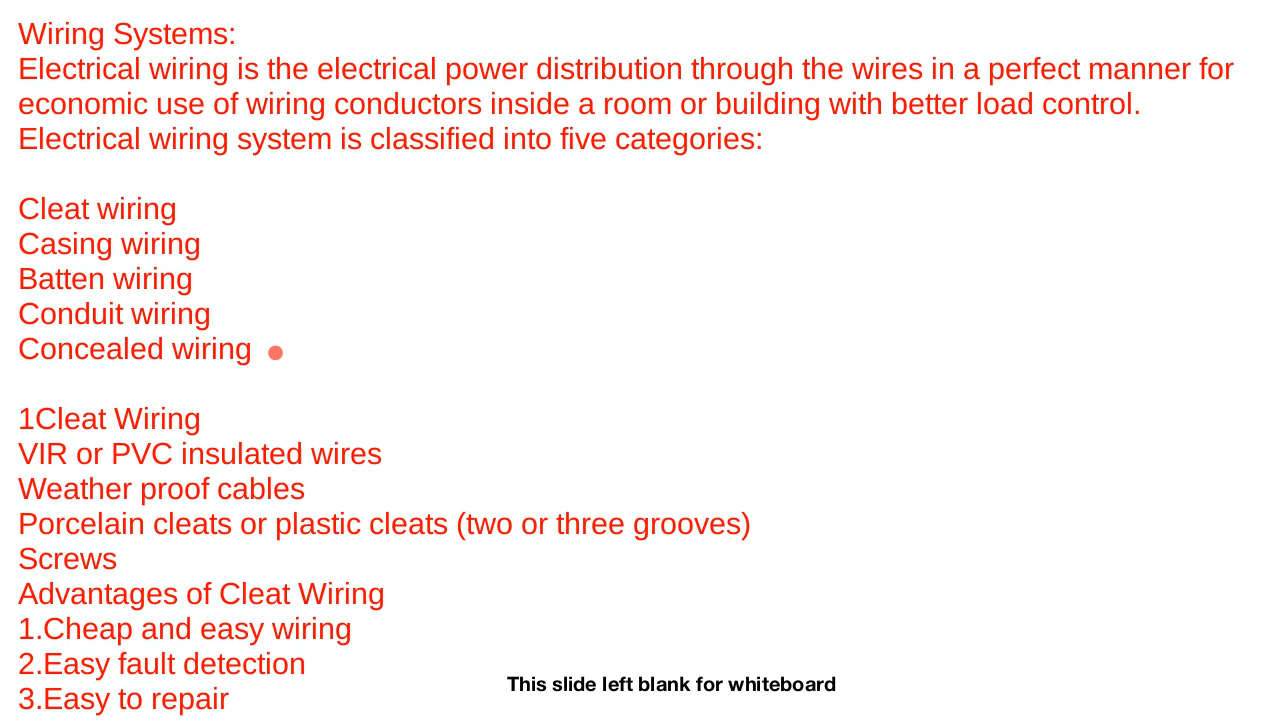 Wiring Systems:
Electrical wiring is the electrical power distribution through the wires in a perfect manner for
economic use of wiring conductors inside a room or building with better load control.
Electrical wiring system is classified into five categories:
Cleat wiring
Casing wiring
Batten wiring
Conduit wiring
Concealed wiring
1Cleat Wiring
VIR or PVC insulated wires
Weather proof cables
Porcelain cleats or plastic cleats (two or three grooves)
Screws
Advantages of Cleat Wiring
1.Cheap and easy wiring
2.Easy fault detection
3.Easy to repair
This slide left blank for whiteboard